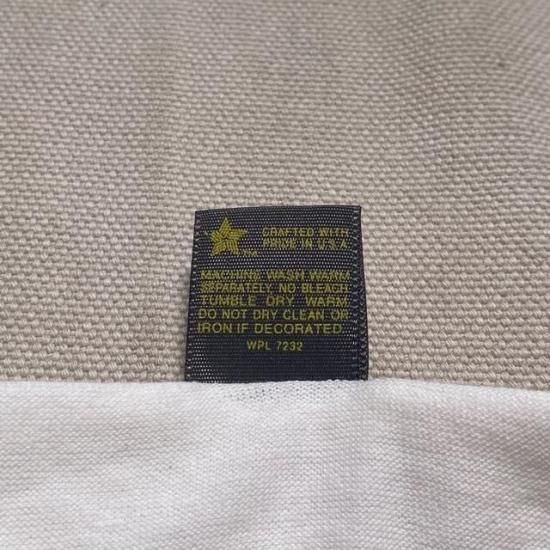 CRAFTED WITH
PRIDE IN U.S.A.
TM
MACHINE WASH WARM
SEPARATELY. NO BLEACH.
TUMBLE DRY WARM.
DO NOT DRY CLEAN OR
IRON IF DECORATED.
WPL 7232